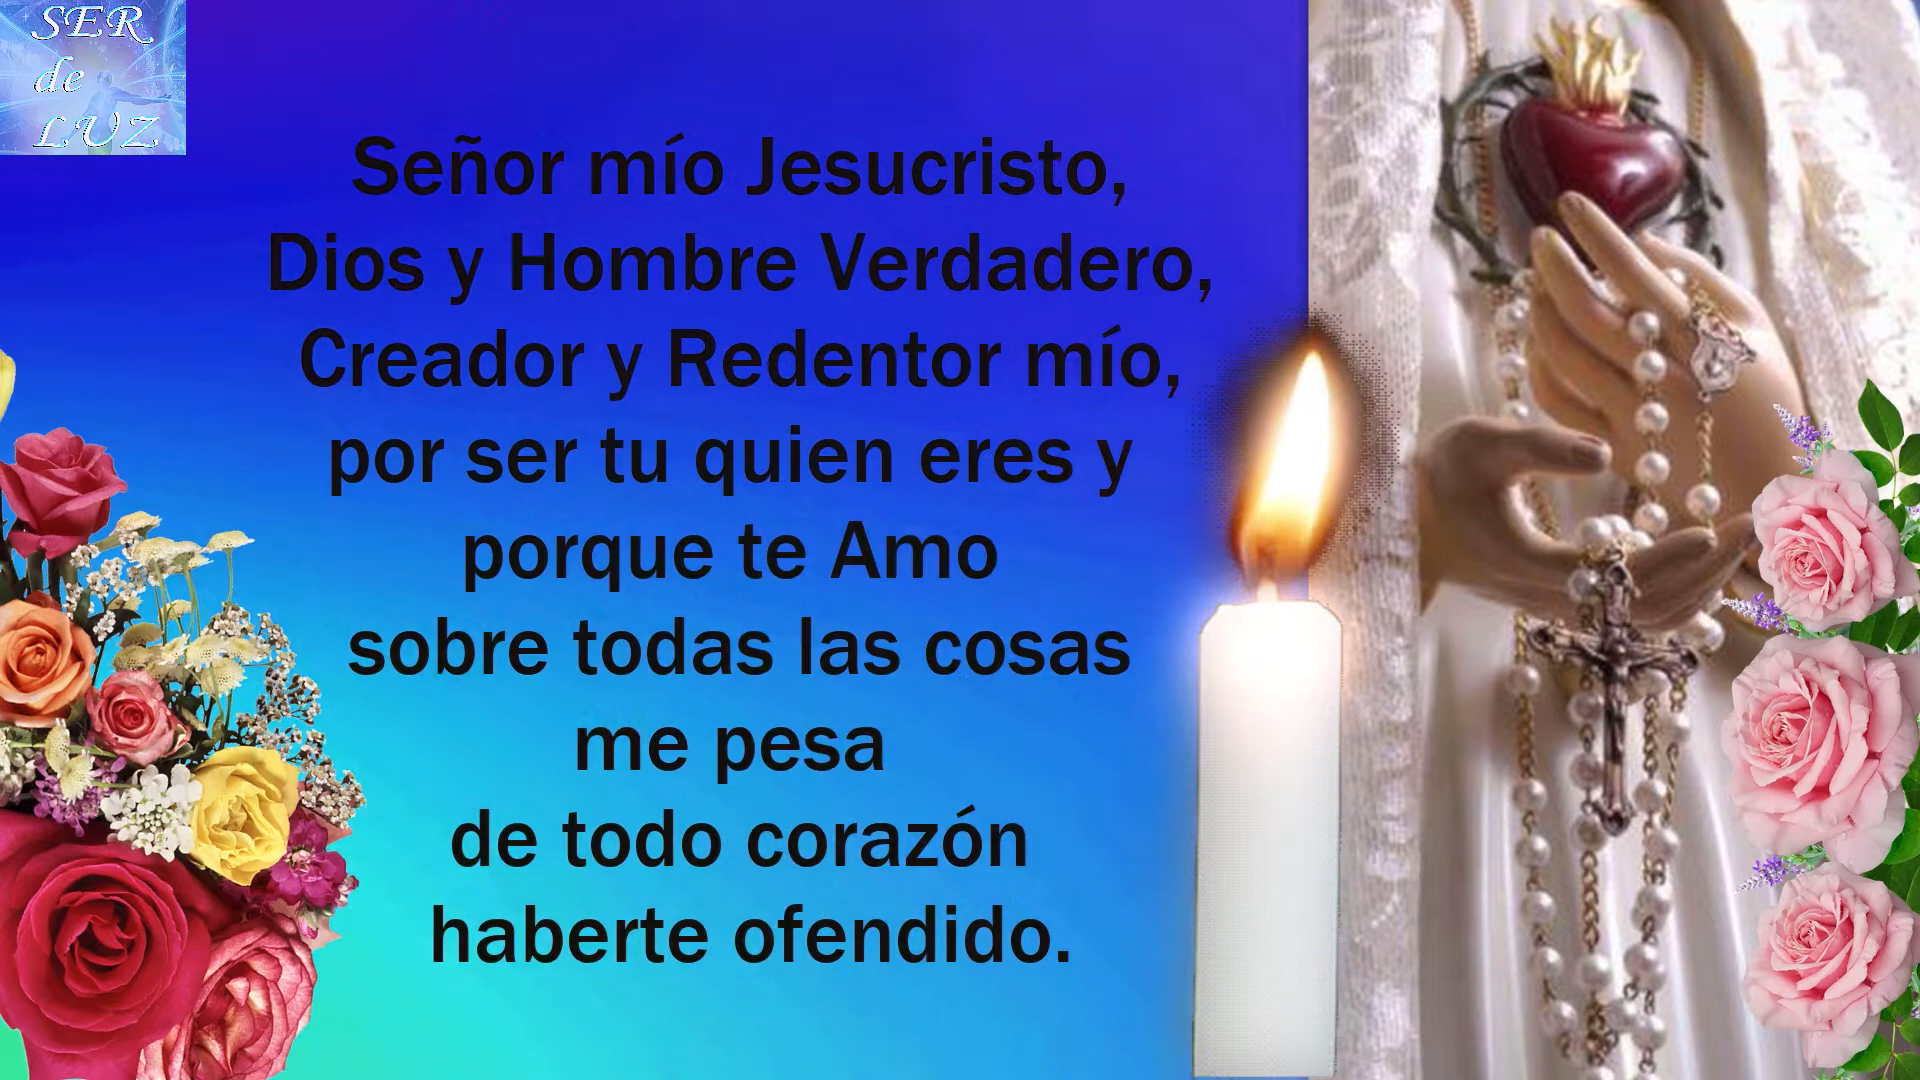 SER
de
LUZ
Señor mío Jesucristo,
Dios y Hombre Verdadero,
Creador y Redentor mío,
por ser tu quien eres y
porque te Amo
sobre todas las cosas
me pesa
de todo corazón
haberte ofendido.